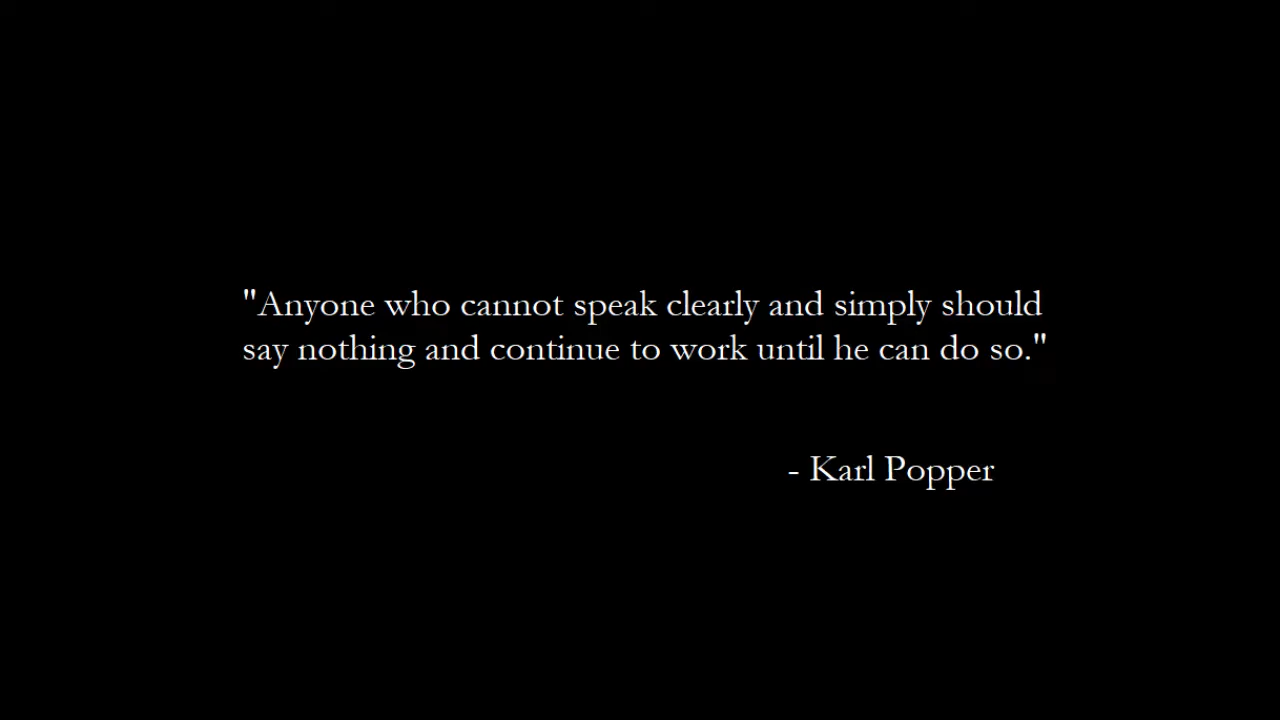 "Anyone who cannot speak clearly and simply should
say nothing and continue to work until he can do so."
- Karl Popper